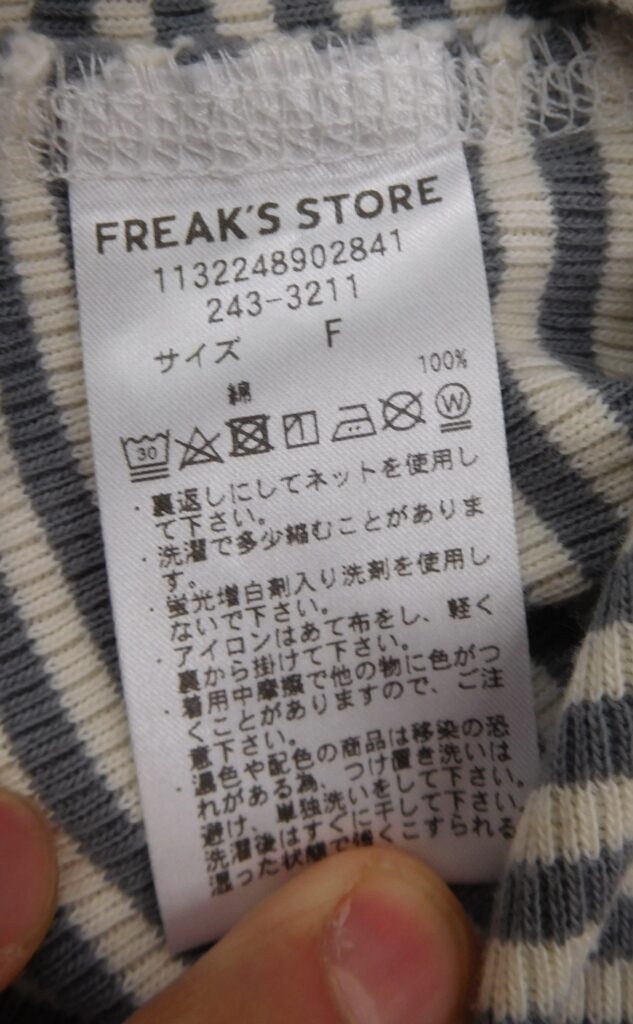 FREAK'S STORE
1132248902841
243-3211
サイズ F
綿 100%
30 W
・裏返しにしてネットを使用し
て下さい。
・洗濯で多少縮むことがありま
す。
・蛍光増白剤入り洗剤を使用し
ないで下さい。
・アイロンはあて布をし、軽く
裏から掛けて下さい。
・着用中摩擦で他の物に色がつ
くことがありますので、ご注
意下さい。
・濃色や配色の商品は移染の恐
れがある為、つけ置き洗いは
避け、単独洗いをして下さい。
洗濯後はすぐに干して下さい。
湿った状態で強くこすられる